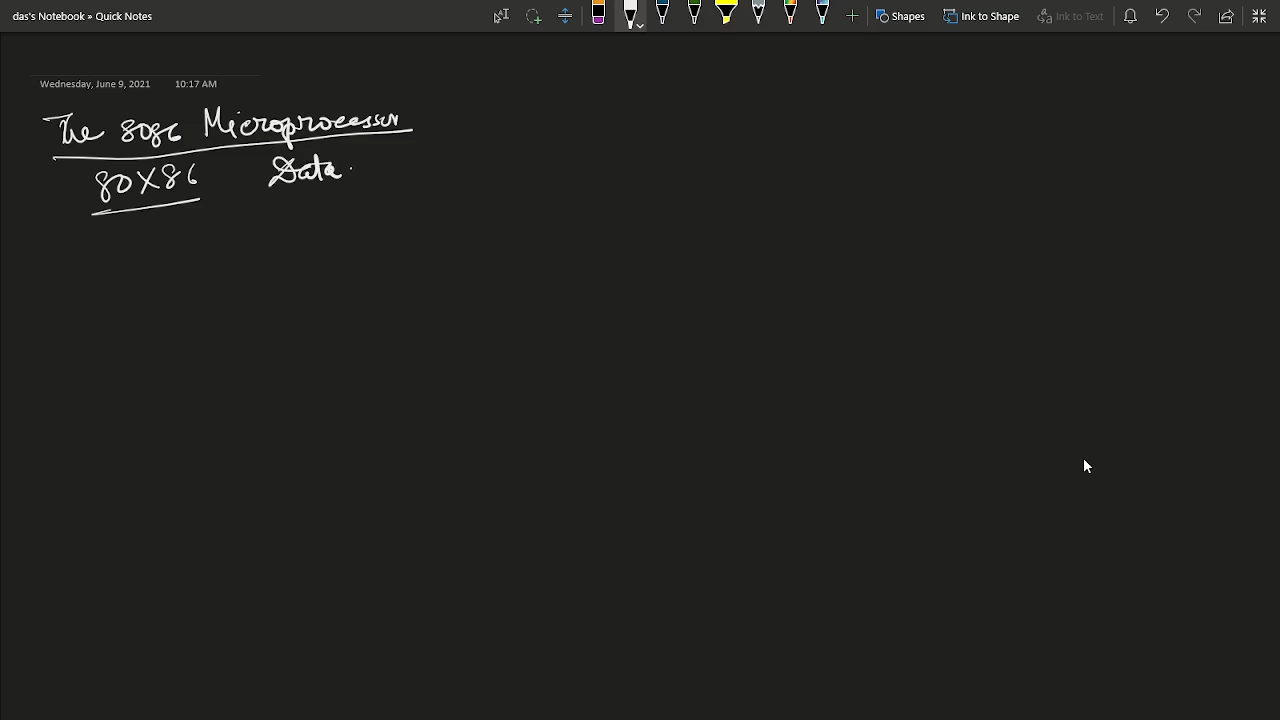 das's Notebook » Quick Notes
Shapes
Ink to Shape
Ink to Text
Wednesday, June 9, 2021 10:17 AM
The 8086 Microprocessor
80X86 Data